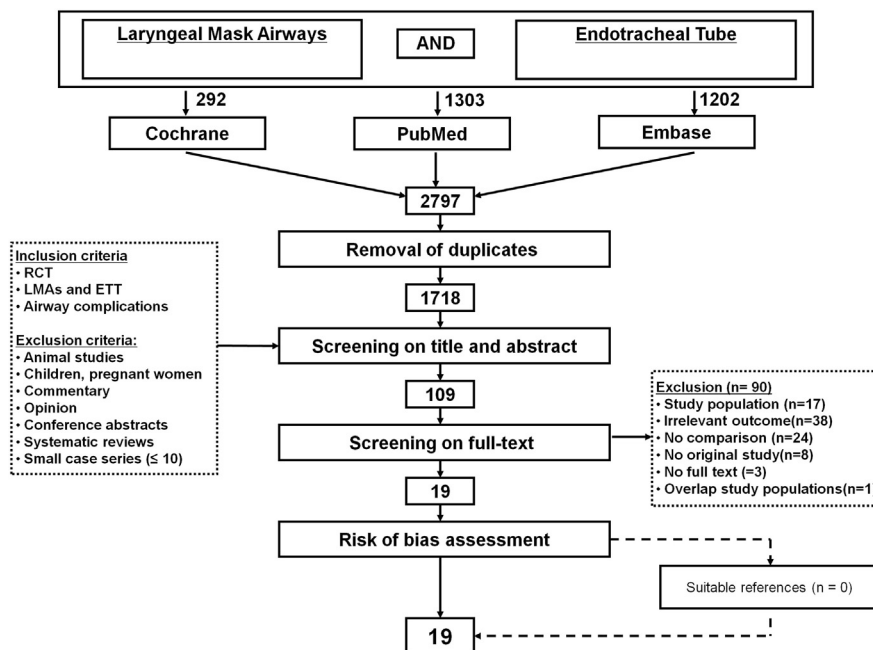 Laryngeal Mask Airways
AND
Endotracheal Tube
292
1303
1202
Cochrane
PubMed
Embase
2797
Removal of duplicates
Inclusion criteria
• RCT
• LMAs and ETT
• Airway complications
Exclusion criteria:
• Animal studies
• Children, pregnant women
• Commentary
• Opinion
• Conference abstracts
• Systematic reviews
• Small case series (≤ 10)
1718
Screening on title and abstract
109
Screening on full-text
Exclusion (n= 90)
• Study population (n=17)
• Irrelevant outcome(n=38)
• No comparison (n=24)
• No original study(n=8)
• No full text (=3)
• Overlap study populations(n=1)
19
Risk of bias assessment
Suitable references (n = 0)
19